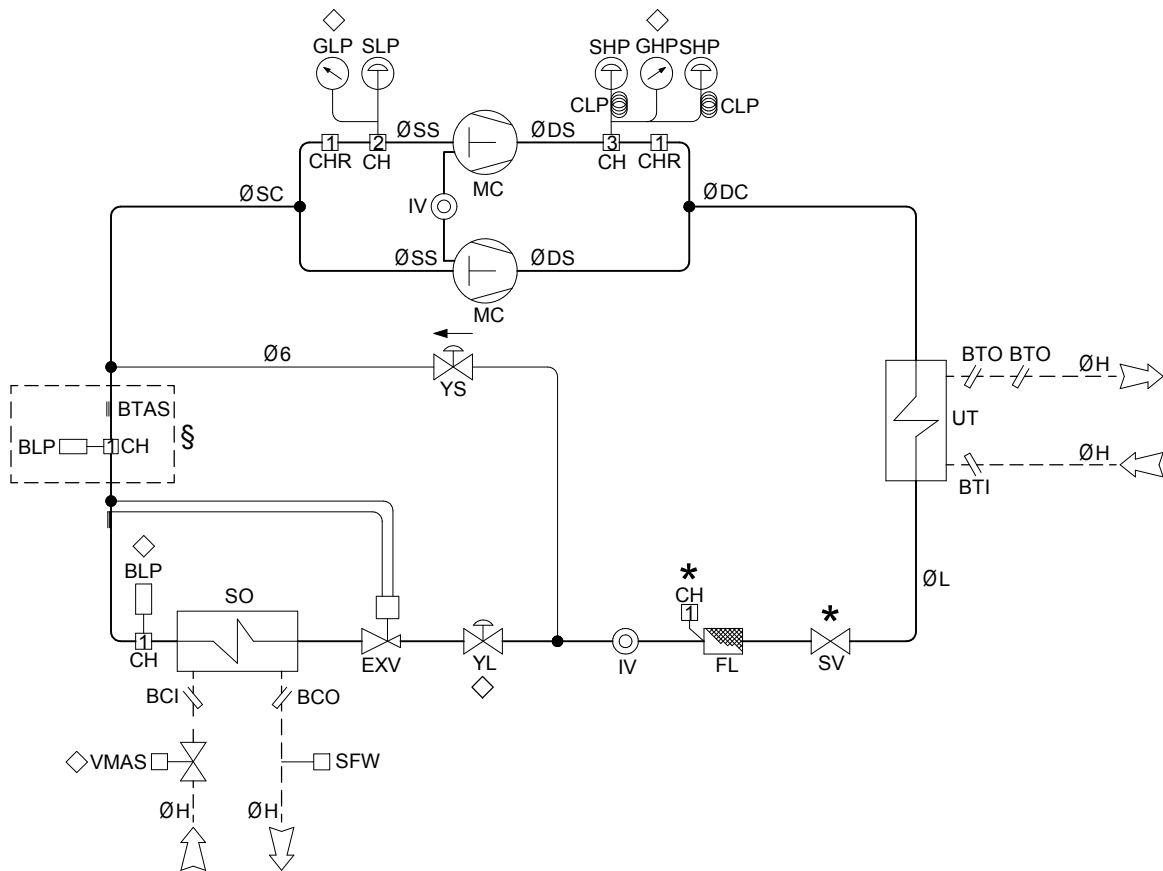 GLP SLP SHP GHP SHP
CLP CLP
ØSS ØDS
1 2 3 1
CHR CH CH CHR
MC
ØSC IV ØDC
ØSS ØDS
MC
Ø6
YS
BTO BTO ØH
BTAS
UT
BLP 1 CH §
ØH
BTI
BLP
SO
* CH
1
*
ØL
1
CH
EXV YL IV FL SV
BCI BCO
VMAS SFW
ØH ØH